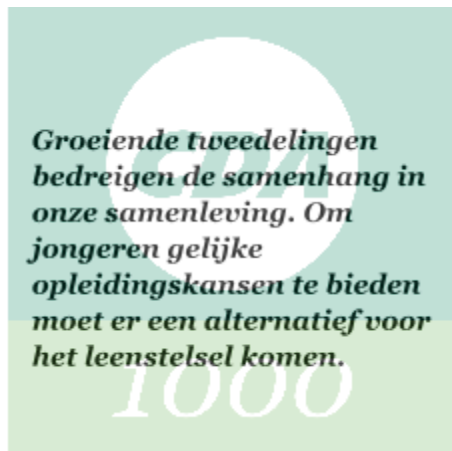 CDA
Groeiende tweedelingen
bedreigen de samenhang in
onze samenleving. Om
jongeren gelijke
opleidingskansen te bieden
moet er een alternatief voor
het leenstelsel komen.
1000